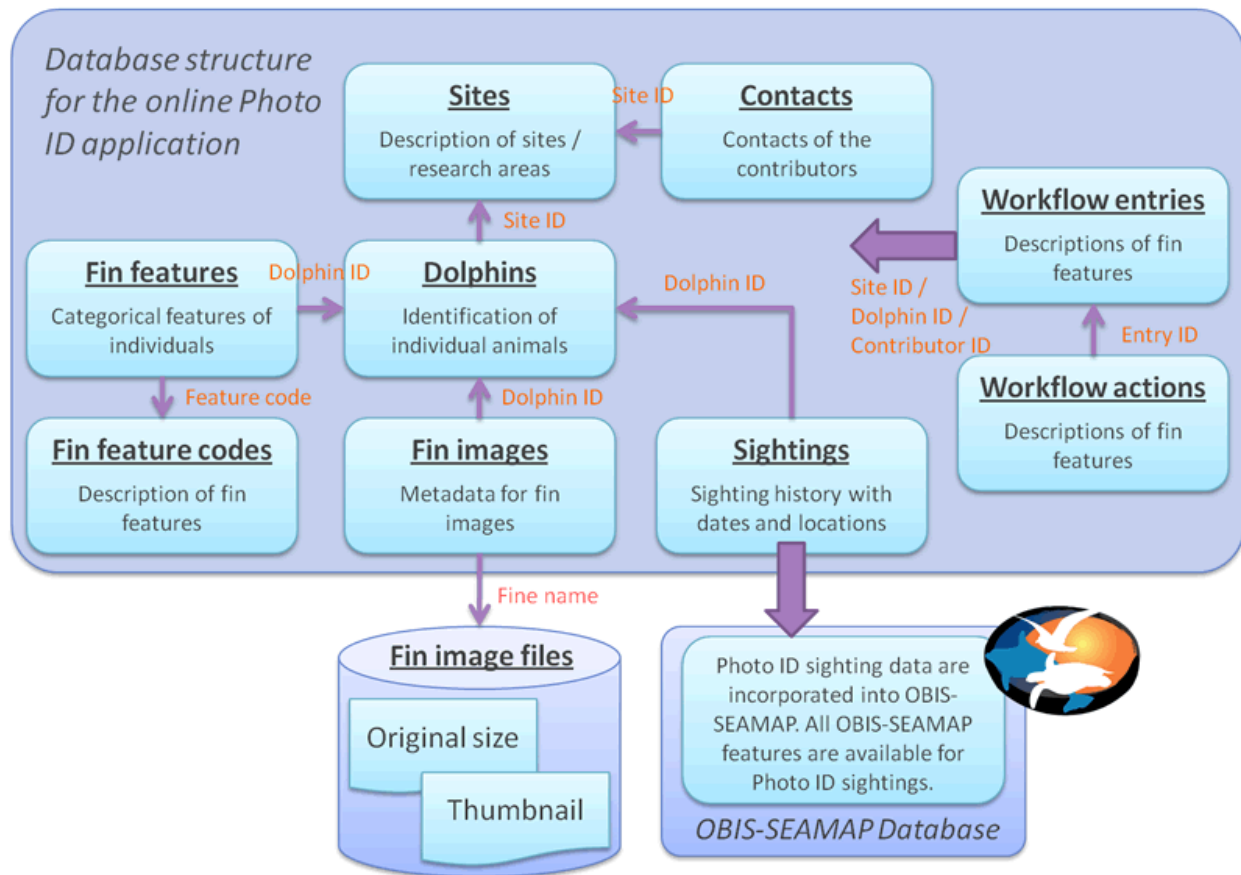 Database structure
for the online Photo
ID application
Sites
Description of sites /
research areas
Site ID
Contacts
Contacts of the
contributors
Workflow entries
Descriptions of fin
features
Site ID
Fin features
Categorical features of
individuals
Dolphin ID
Dolphins
Identification of
individual animals
Dolphin ID
Site ID /
Dolphin ID /
Contributor ID
Entry ID
Workflow actions
Descriptions of fin
features
Feature code
Dolphin ID
Fin feature codes
Description of fin
features
Fin images
Metadata for fin
images
Sightings
Sighting history with
dates and locations
Fine name
Fin image files
Original size
Thumbnail
Photo ID sighting data are
incorporated into OBIS-
SEAMAP. All OBIS-SEAMAP
features are available for
Photo ID sightings.
OBIS-SEAMAP Database